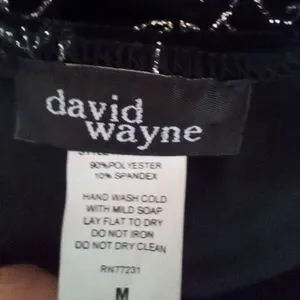 david
wayne
90%POLYESTER
10% SPANDEX
HAND WASH COLD
WITH MILD SOAP
LAY FLAT TO DRY
DO NOT IRON
DO NOT DRY CLEAN
RN77231
M